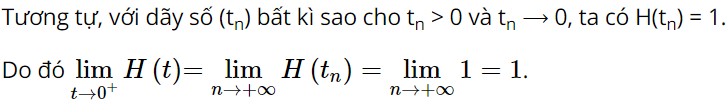 Tương tự, với dãy số (tₙ) bất kì sao cho tₙ > 0 và tₙ ⟶ 0, ta có H(tₙ) = 1.
Do đó lim_{t→0⁺} H (t)= lim_{n→+∞} H (tₙ) = lim_{n→+∞} 1 = 1.